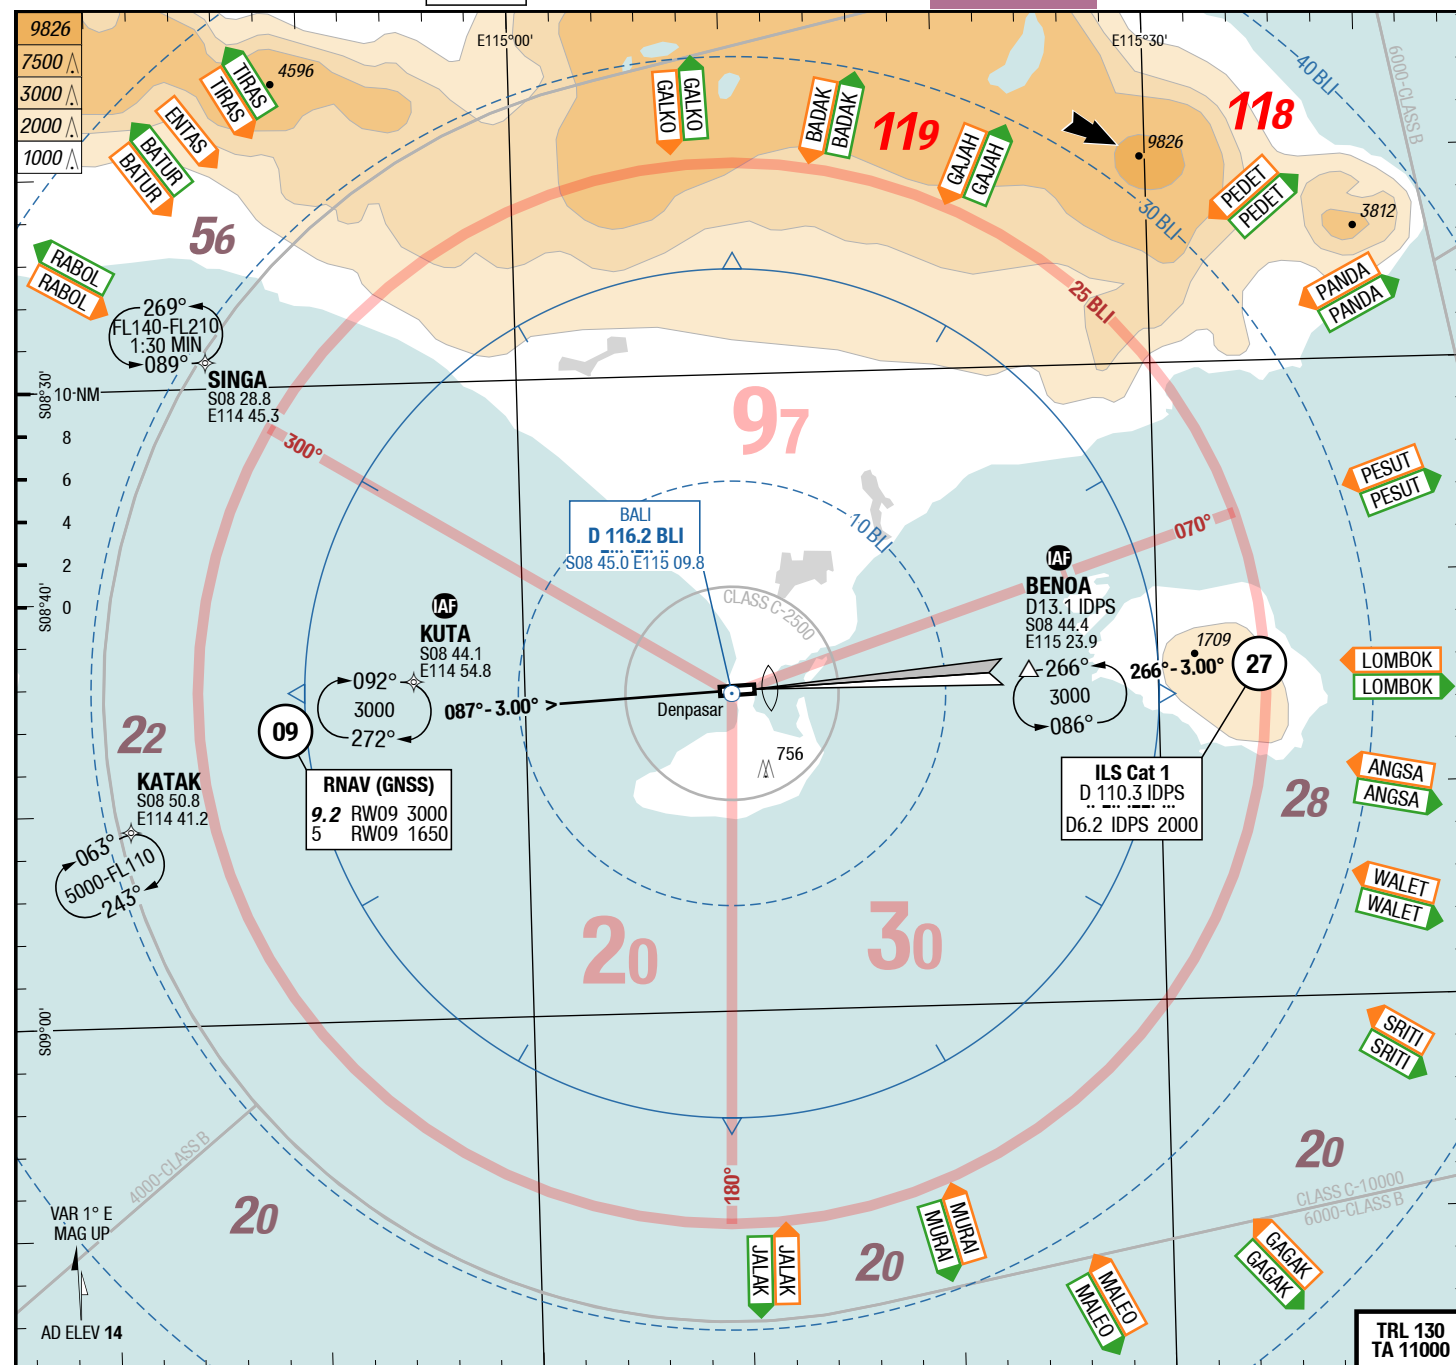 9826
7500
3000
2000
1000
E115°00'
E115°30'
40 BLI
6000-CLASS B
4596
TIRAS
TIRAS
ENTAS
BATUR
BATUR
GALKO
GALKO
BADAK
BADAK
119
GAJAH
GAJAH
118
9826
30 BLI
PEDET
PEDET
3812
56
RABOL
RABOL
PANDA
PANDA
25 BLI
269°
FL140-FL210
1:30 MIN
089°
SINGA
S08 28.8
E114 45.3
S08°30'
10 NM
8
6
4
2
0
S08°40'
300°
97
PESUT
PESUT
BALI
D 116.2 BLI
S08 45.0 E115 09.8
10 BLI
070°
CLASS C-2500
IAF
KUTA
S08 44.1
E114 54.8
092°
3000
272°
087°- 3.00° >
Denpasar
756
IAF
BENOA
D13.1 IDPS
S08 44.4
E115 23.9
266°
3000
086°
266°- 3.00°
1709
27
LOMBOK
LOMBOK
22
09
RNAV (GNSS)
9.2 RW09 3000
5 RW09 1650
KATAK
S08 50.8
E114 41.2
063°
5000-FL110
243°
ILS Cat 1
D 110.3 IDPS
D6.2 IDPS 2000
28
ANGSA
ANGSA
WALET
WALET
20
30
SRITI
SRITI
S09°00'
4000-CLASS B
20
180°
20
CLASS C-10000
6000-CLASS B
VAR 1° E
MAG UP
AD ELEV 14
JALAK
JALAK
20
MURAI
MURAI
MALEO
MALEO
GAGAK
GAGAK
TRL 130
TA 11000